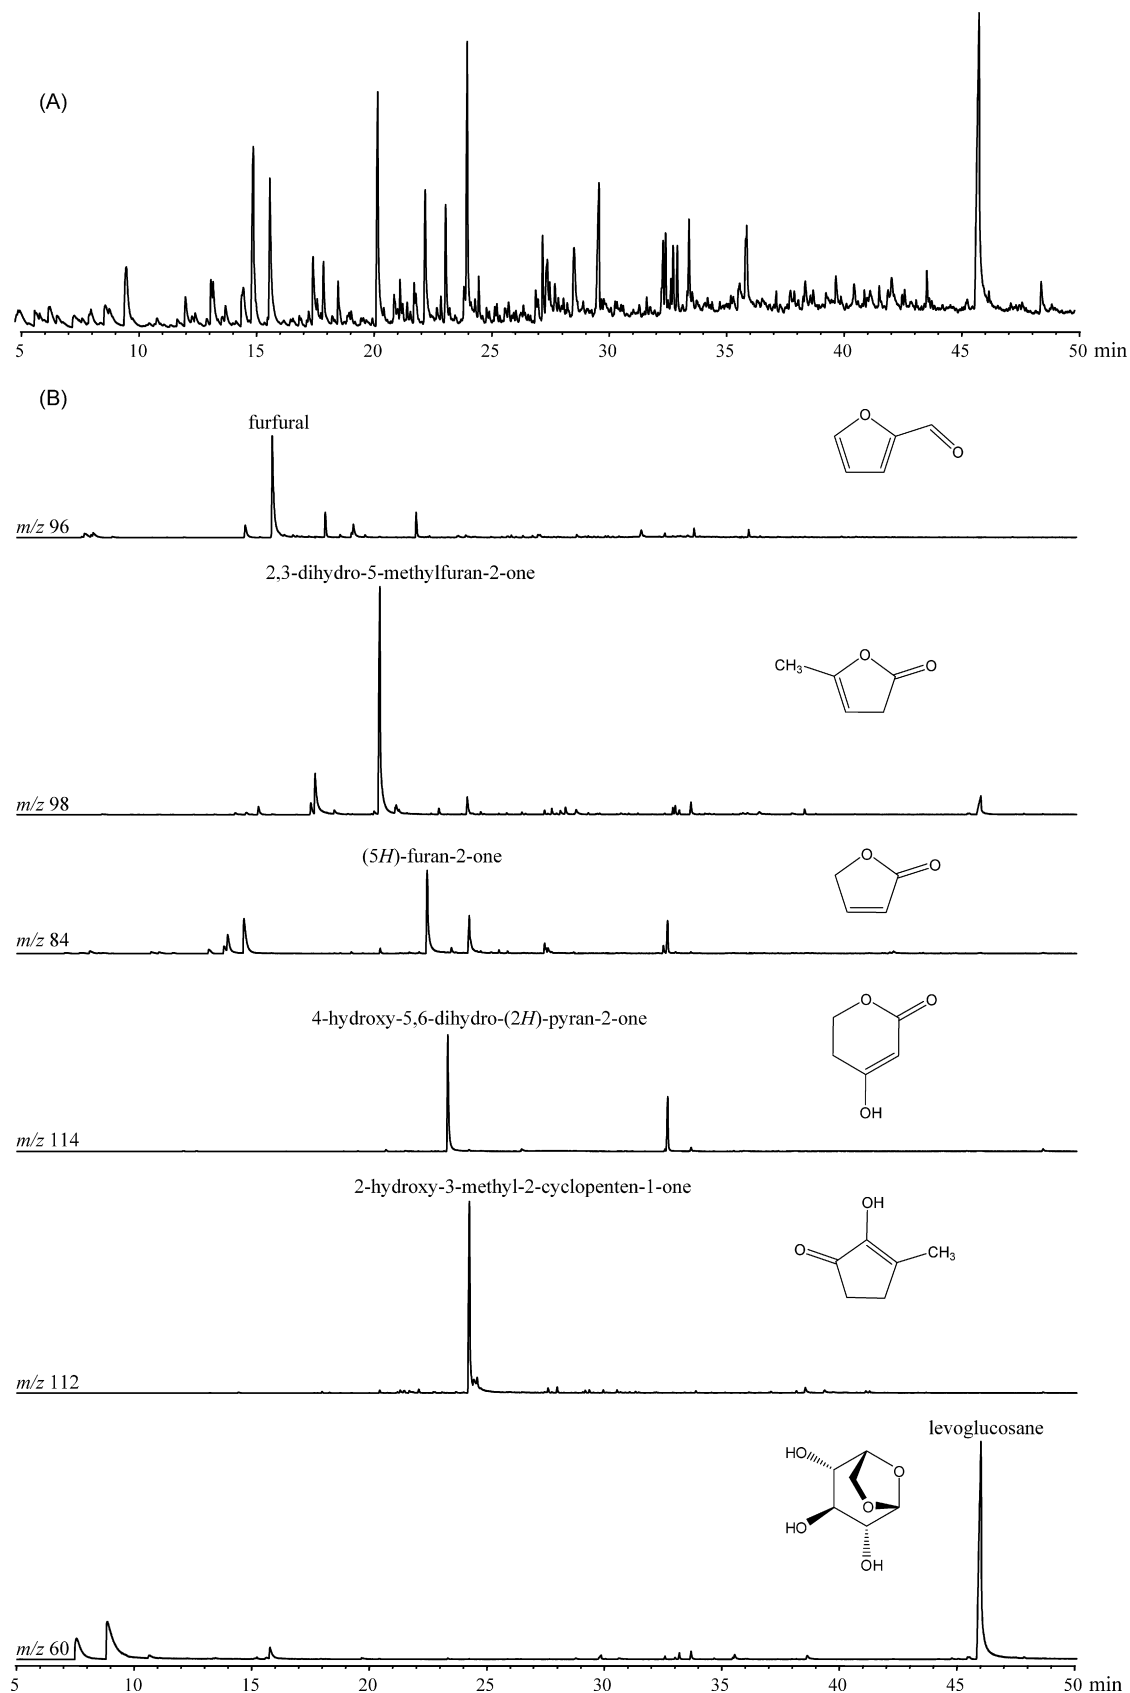 (A)
5 10 15 20 25 30 35 40 45 50 min
(B)
furfural
O
O
m/z 96
2,3-dihydro-5-methylfuran-2-one
CH3 O O
m/z 98
(5H)-furan-2-one
O O
m/z 84
4-hydroxy-5,6-dihydro-(2H)-pyran-2-one
O O
OH
m/z 114
2-hydroxy-3-methyl-2-cyclopenten-1-one
OH
O CH3
m/z 112
levoglucosane
HO
O
O
HO
OH
m/z 60
5 10 15 20 25 30 35 40 45 50 min